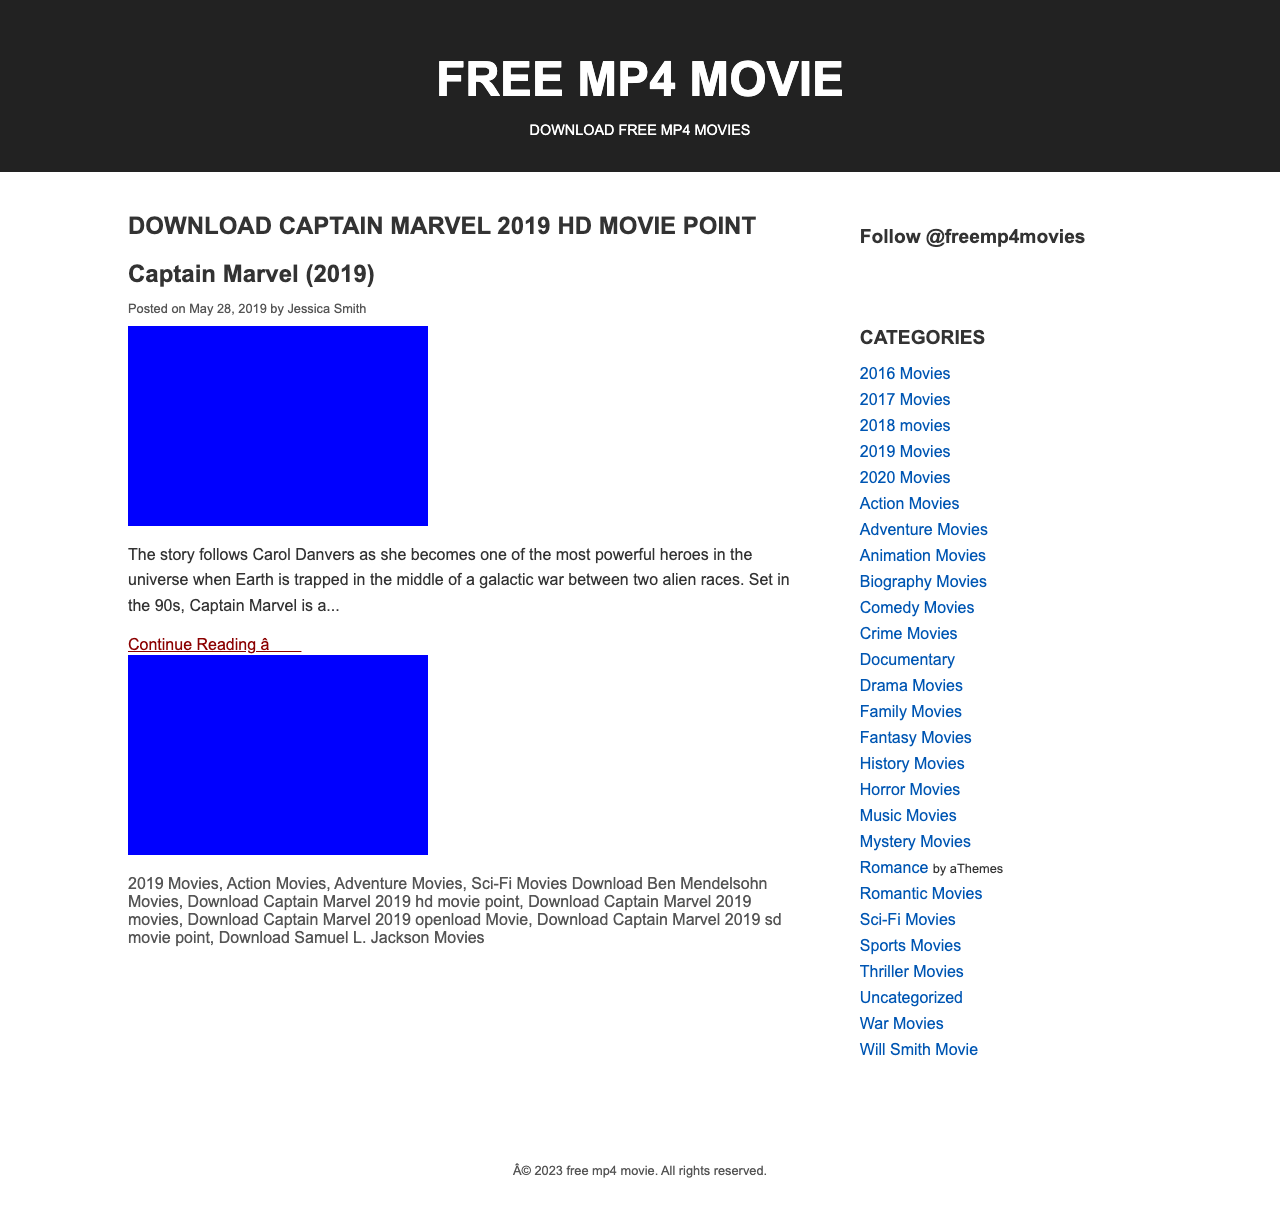 FREE MP4 MOVIE
DOWNLOAD FREE MP4 MOVIES
DOWNLOAD CAPTAIN MARVEL 2019 HD MOVIE POINT
Captain Marvel (2019)
Posted on May 28, 2019 by Jessica Smith
The story follows Carol Danvers as she becomes one of the most powerful heroes in the
universe when Earth is trapped in the middle of a galactic war between two alien races. Set in
the 90s, Captain Marvel is a...
Continue Reading â
2019 Movies, Action Movies, Adventure Movies, Sci-Fi Movies Download Ben Mendelsohn
Movies, Download Captain Marvel 2019 hd movie point, Download Captain Marvel 2019
movies, Download Captain Marvel 2019 openload Movie, Download Captain Marvel 2019 sd
movie point, Download Samuel L. Jackson Movies
Follow @freemp4movies
CATEGORIES
2016 Movies
2017 Movies
2018 movies
2019 Movies
2020 Movies
Action Movies
Adventure Movies
Animation Movies
Biography Movies
Comedy Movies
Crime Movies
Documentary
Drama Movies
Family Movies
Fantasy Movies
History Movies
Horror Movies
Music Movies
Mystery Movies
Romance by aThemes
Romantic Movies
Sci-Fi Movies
Sports Movies
Thriller Movies
Uncategorized
War Movies
Will Smith Movie
Â© 2023 free mp4 movie. All rights reserved.